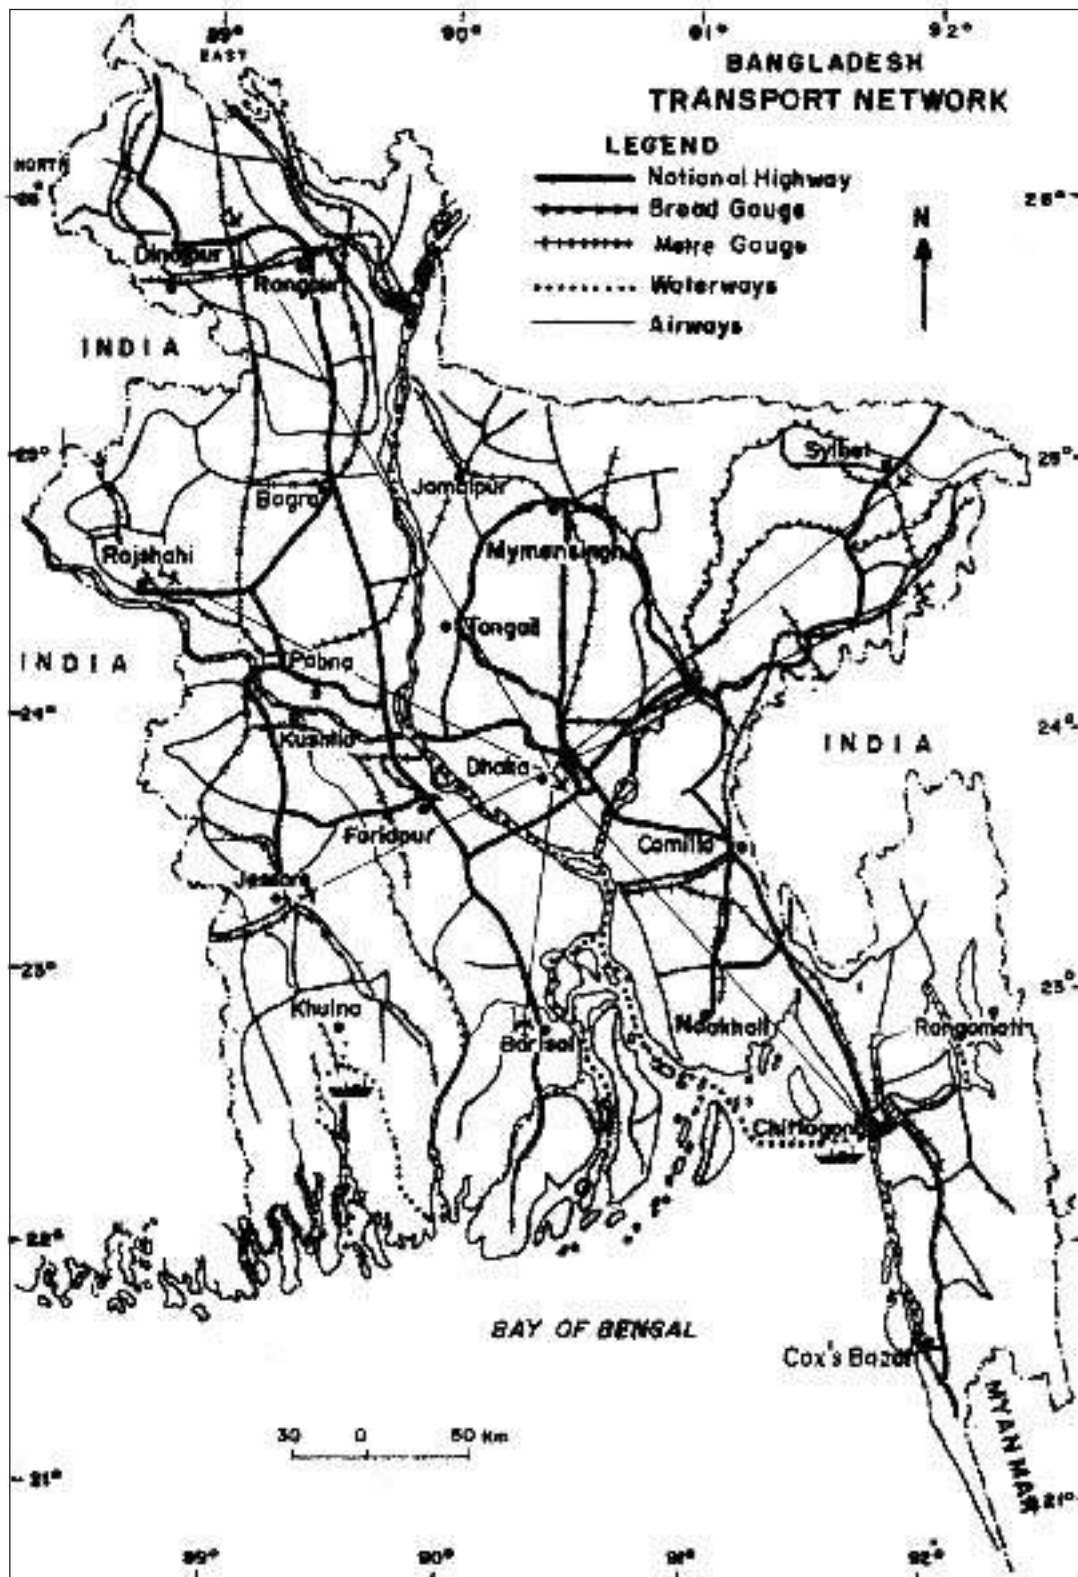 89° 90° 91° 92°
EAST
BANGLADESH
TRANSPORT NETWORK
LEGEND
National Highway
Broad Gauge
Metre Gauge
Waterways
Airways
N
NORTH
26° 26°
Dinajpur
Rangpur
INDIA
25° 25°
Sylhet
Bogra
Jamalpur
Rajshahi
Mymensingh
Tangail
INDIA
Pabna
24° 24°
Kushtia
INDIA
Dhaka
Faridpur
Comilla
Jessore
23° 23°
Khulna
Barisal
Noakhali
Rangamati
Chittagong
22°
BAY OF BENGAL
Cox's Bazar
MYANMAR
30 0 50 Km
21° 21°
89° 90° 91° 92°